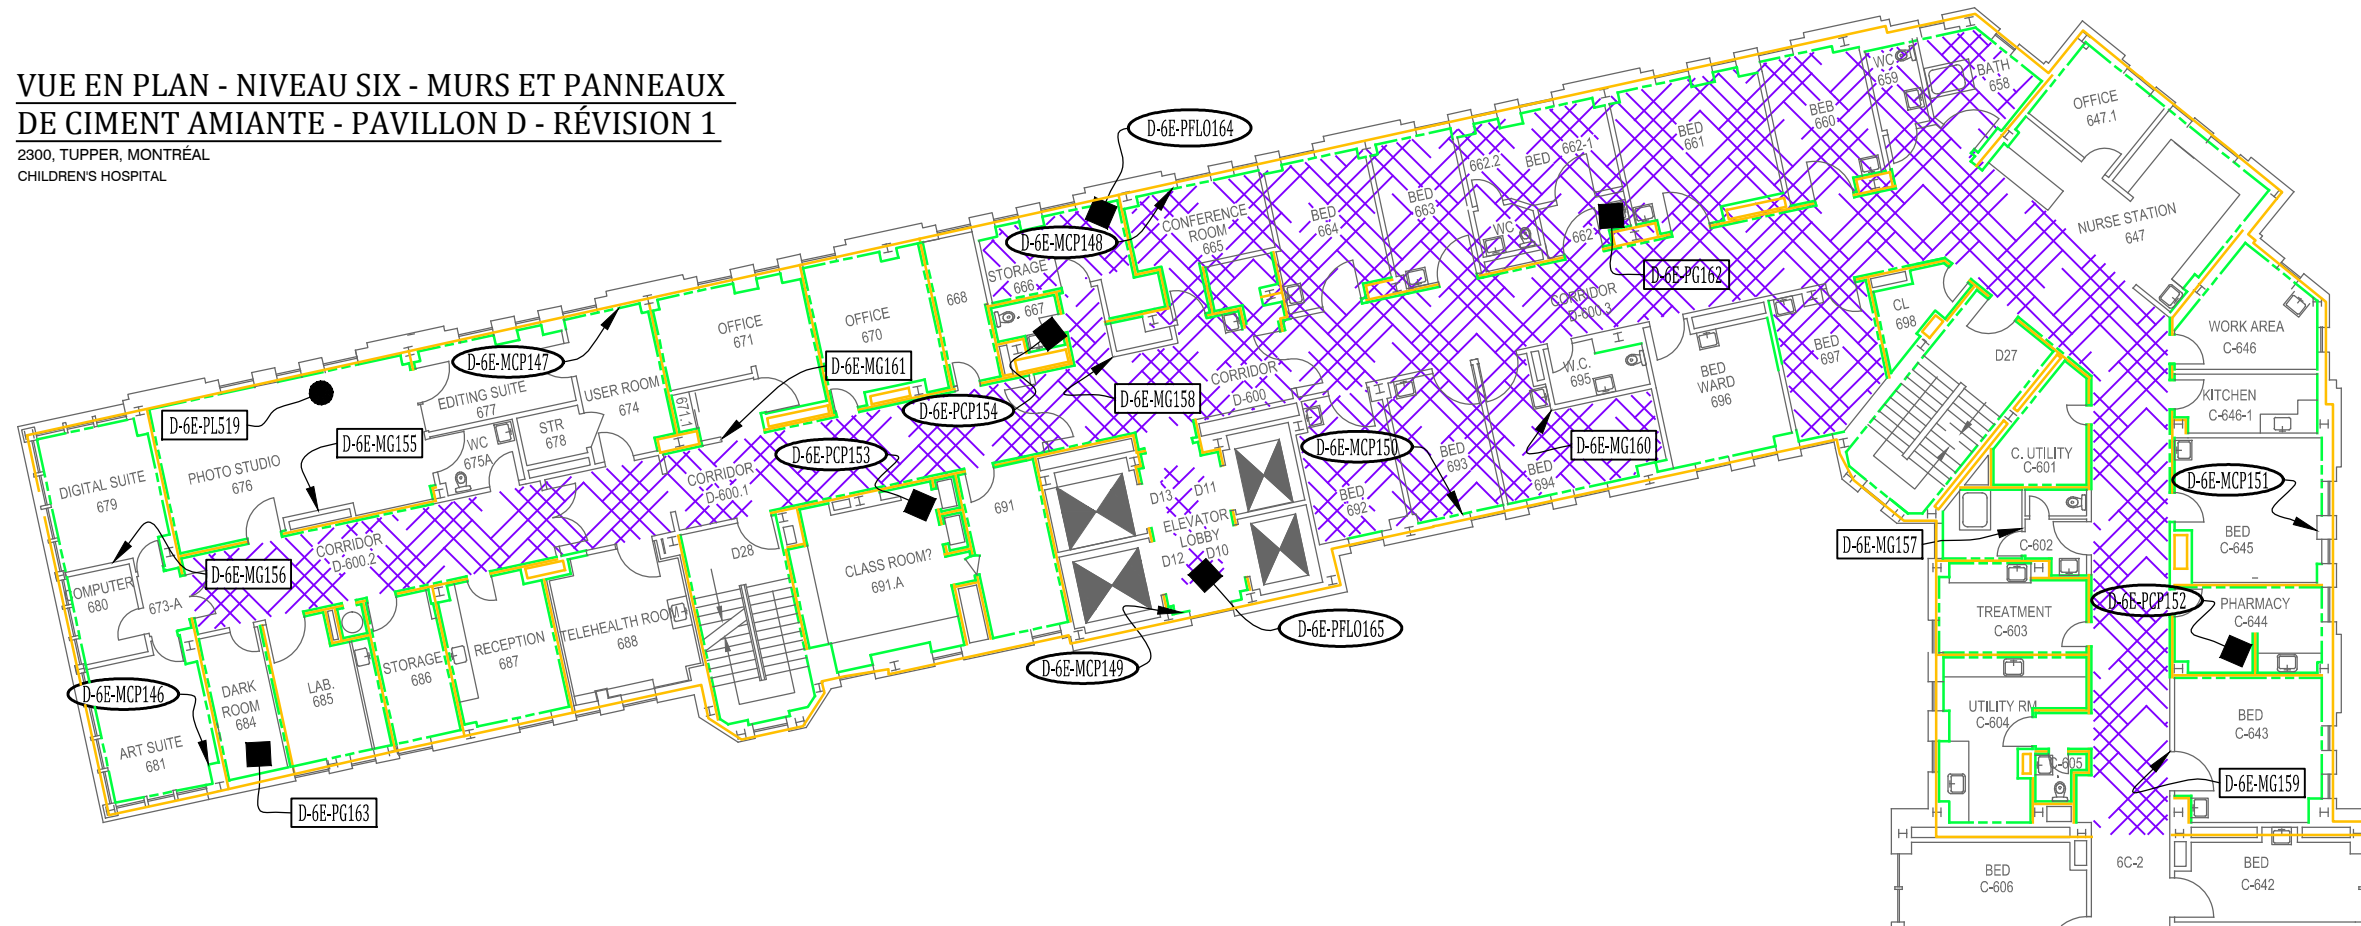 VUE EN PLAN - NIVEAU SIX - MURS ET PANNEAUX
DE CIMENT AMIANTE - PAVILLON D - RÉVISION 1
2300, TUPPER, MONTRÉAL
CHILDREN'S HOSPITAL
D-6E-PFLO164
D-6E-MCP148
D-6E-MCP147
D-6E-PL519
D-6E-MG155
D-6E-MG161
D-6E-PCP154
D-6E-MG158
D-6E-PCP153
D-6E-MCP150
D-6E-MG160
D-6E-PG162
D-6E-MCP151
D-6E-MG157
D-6E-MG156
D-6E-PCP152
D-6E-PFLO165
D-6E-MCP149
D-6E-MCP146
D-6E-PG163
D-6E-MG159
DIGITAL SUITE
679
PHOTO STUDIO
676
EDITING SUITE
677
WC
675A
STR
678
USER ROOM
674
OFFICE
671
671.1
OFFICE
670
668
STORAGE
666
667
CONFERENCE
ROOM
665
BED
664
BED
663
662.2
BED
662-1
WC
662
BED
661
BEB
660
WC
659
BATH
658
OFFICE
647.1
NURSE STATION
647
WORK AREA
C-646
KITCHEN
C-646-1
BED
C-645
PHARMACY
C-644
BED
C-643
BED
C-642
6C-2
BED
C-606
C-605
UTILITY RM
C-604
TREATMENT
C-603
C-602
C. UTILITY
C-601
D27
CL
698
BED
697
BED
WARD
696
W.C.
695
CORRIDOR
D-600.3
CORRIDOR
D-600
BED
694
BED
693
BED
692
D13
D11
ELEVATOR
LOBBY
D12
D10
691
CLASS ROOM?
691.A
D28
CORRIDOR
D-600.1
CORRIDOR
D-600.2
TELEHEALTH ROOM
688
RECEPTION
687
STORAGE
686
LAB.
685
DARK
ROOM
684
673-A
OMPUTER
680
ART SUITE
681